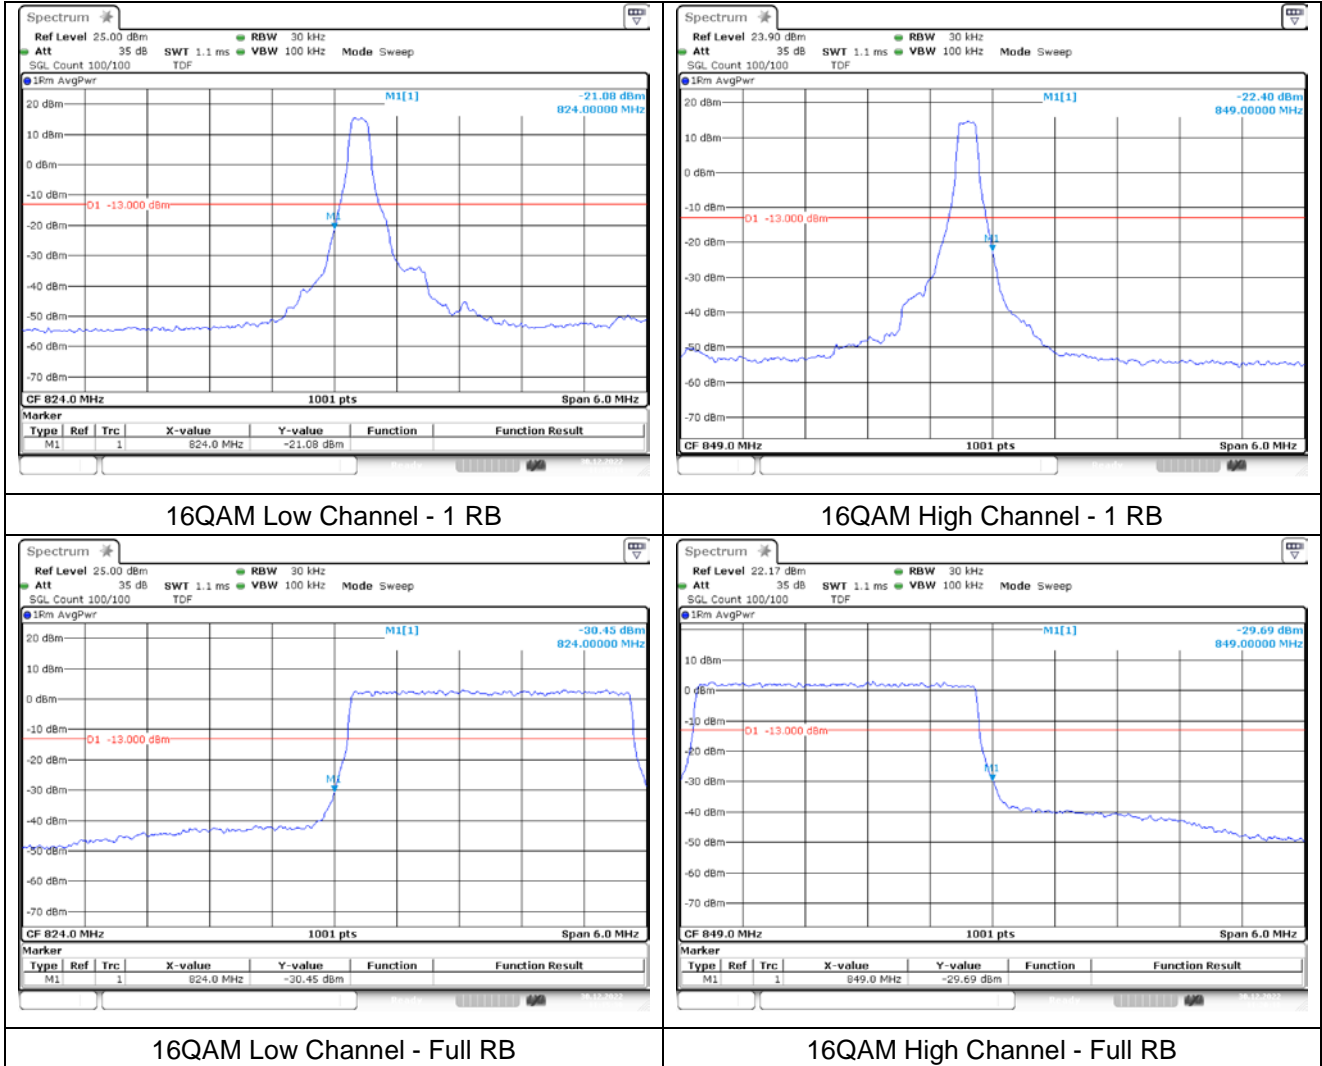 Spectrum
Ref Level 25.00 dBm RBW 30 kHz
Att 35 dB SWT 1.1 ms VBW 100 kHz Mode Sweep
SGL Count 100/100 TDF
1Rm AvgPwr
M1[1] -21.08 dBm
824.00000 MHz
20 dBm
10 dBm
0 dBm
-10 dBm
D1 -13.000 dBm
M1
-20 dBm
-30 dBm
-40 dBm
-50 dBm
-60 dBm
-70 dBm
CF 824.0 MHz 1001 pts Span 6.0 MHz
Marker
Type Ref Trc X-value Y-value Function Function Result
M1 1 824.0 MHz -21.08 dBm
16QAM Low Channel - 1 RB
Spectrum
Ref Level 23.90 dBm RBW 30 kHz
Att 35 dB SWT 1.1 ms VBW 100 kHz Mode Sweep
SGL Count 100/100 TDF
1Rm AvgPwr
M1[1] -22.40 dBm
849.00000 MHz
20 dBm
10 dBm
0 dBm
-10 dBm
D1 -13.000 dBm
M1
-20 dBm
-30 dBm
-40 dBm
-50 dBm
-60 dBm
-70 dBm
CF 849.0 MHz 1001 pts Span 6.0 MHz
16QAM High Channel - 1 RB
Spectrum
Ref Level 25.00 dBm RBW 30 kHz
Att 35 dB SWT 1.1 ms VBW 100 kHz Mode Sweep
SGL Count 100/100 TDF
1Rm AvgPwr
M1[1] -30.45 dBm
824.00000 MHz
20 dBm
10 dBm
0 dBm
-10 dBm
D1 -13.000 dBm
-20 dBm
M1
-30 dBm
-40 dBm
-50 dBm
-60 dBm
-70 dBm
CF 824.0 MHz 1001 pts Span 6.0 MHz
Marker
Type Ref Trc X-value Y-value Function Function Result
M1 1 824.0 MHz -30.45 dBm
16QAM Low Channel - Full RB
Spectrum
Ref Level 22.17 dBm RBW 30 kHz
Att 35 dB SWT 1.1 ms VBW 100 kHz Mode Sweep
SGL Count 100/100 TDF
1Rm AvgPwr
M1[1] -29.69 dBm
849.00000 MHz
10 dBm
0 dBm
-10 dBm
D1 -13.000 dBm
-20 dBm
M1
-30 dBm
-40 dBm
-50 dBm
-60 dBm
-70 dBm
CF 849.0 MHz 1001 pts Span 6.0 MHz
Marker
Type Ref Trc X-value Y-value Function Function Result
M1 1 849.0 MHz -29.69 dBm
16QAM High Channel - Full RB